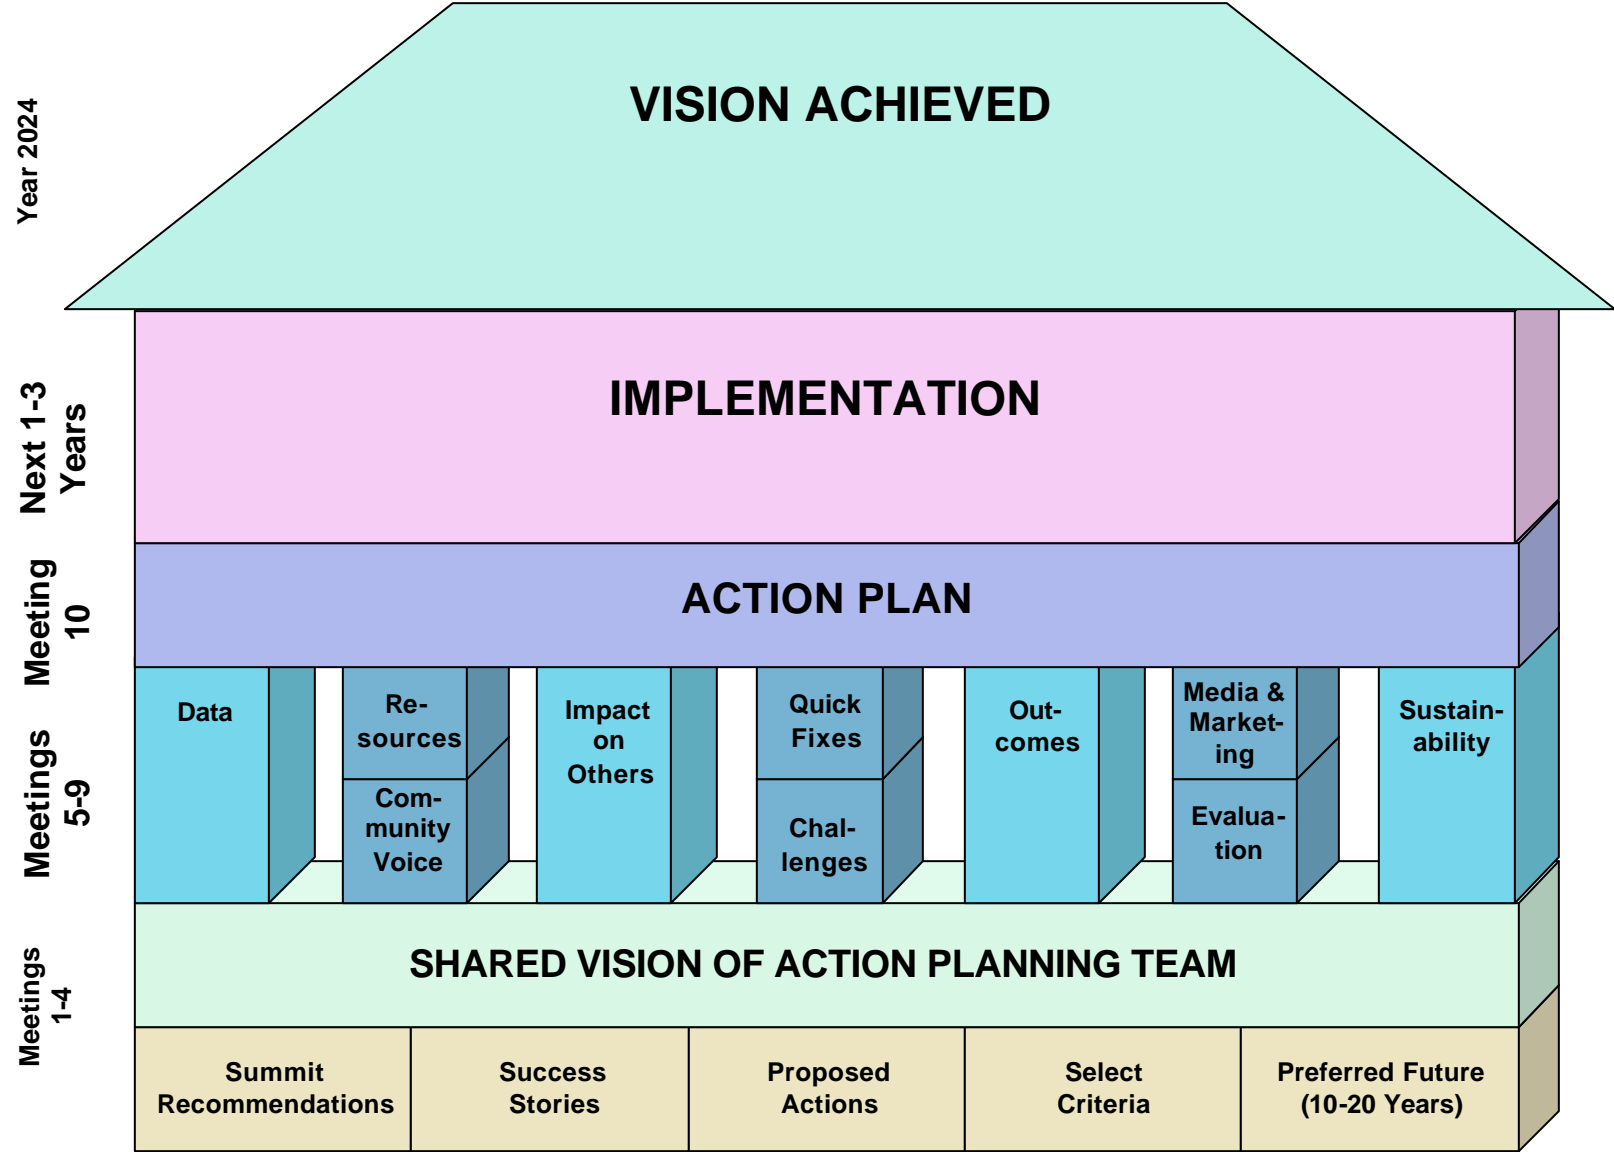 Year 2024
VISION ACHIEVED
Next 1-3
Years
IMPLEMENTATION
Meeting
10
ACTION PLAN
Meetings
5-9
Data
Re-
sources
Com-
munity
Voice
Impact
on
Others
Quick
Fixes
Chal-
lenges
Out-
comes
Media &
Market-
ing
Evalua-
tion
Sustain-
ability
Meetings
1-4
SHARED VISION OF ACTION PLANNING TEAM
Summit
Recommendations
Success
Stories
Proposed
Actions
Select
Criteria
Preferred Future
(10-20 Years)